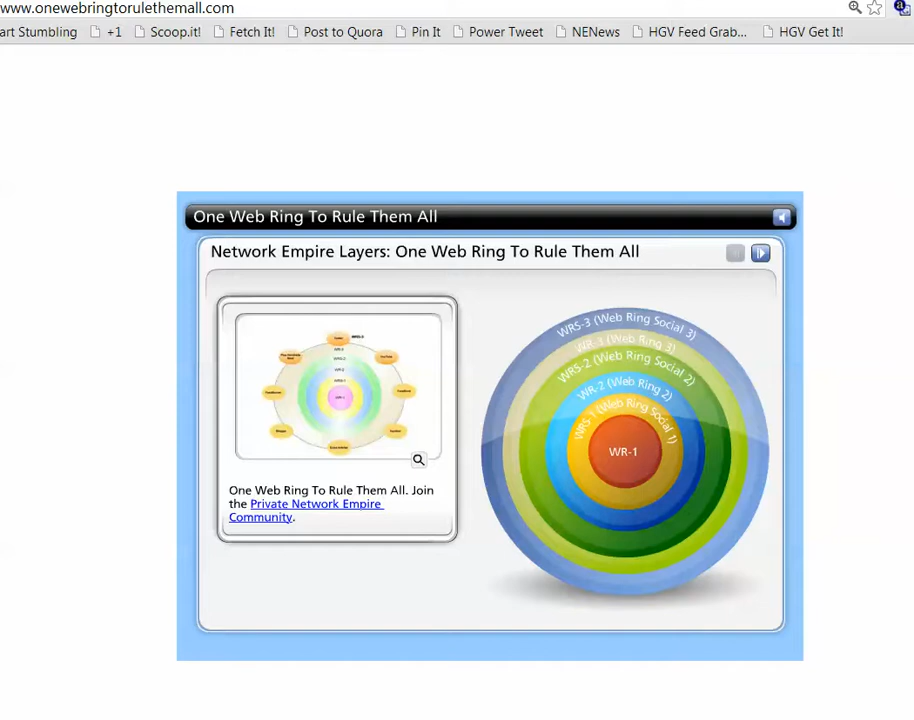 www.onewebringtorulethemall.com
art Stumbling +1 Scoop.it! Fetch It! Post to Quora Pin It Power Tweet NENews HGV Feed Grab... HGV Get It!
One Web Ring To Rule Them All
Network Empire Layers: One Web Ring To Rule Them All
One Web Ring To Rule Them All. Join
the Private Network Empire
Community.
WRS-3 (Web Ring Social 3)
WR-3 (Web Ring 3)
WRS-2 (Web Ring Social 2)
WR-2 (Web Ring 2)
WRS-1 (Web Ring Social 1)
WR-1